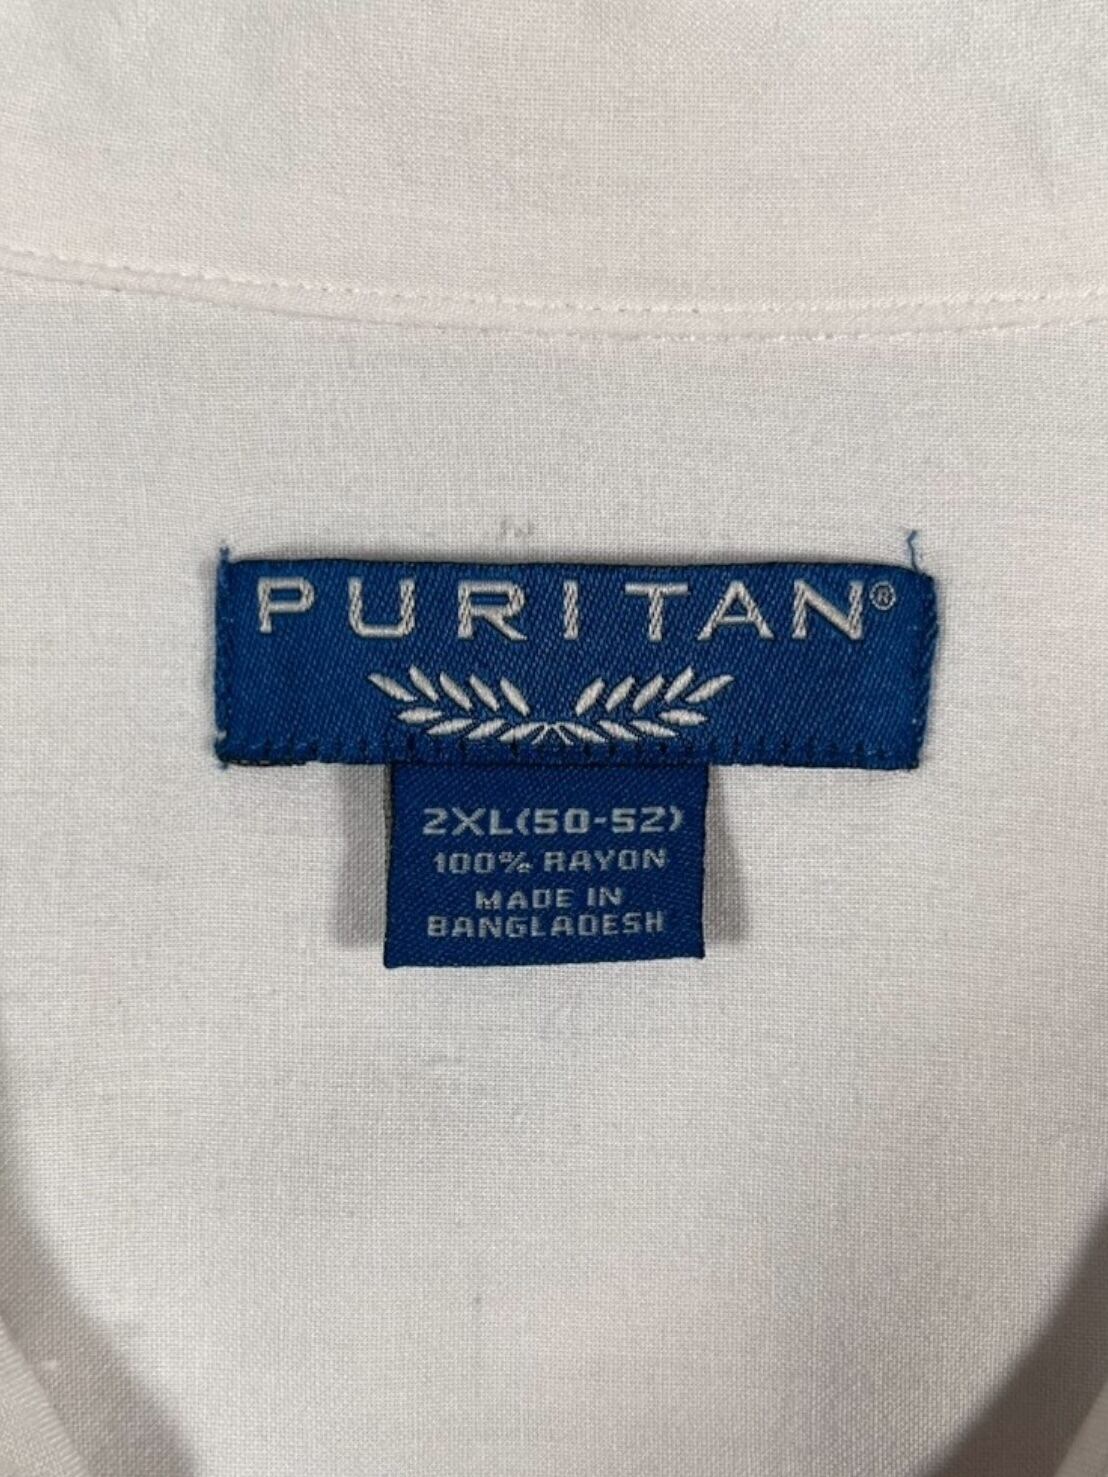 PURITAN®
2XL(50-52)
100% RAYON
MADE IN
BANGLADESH